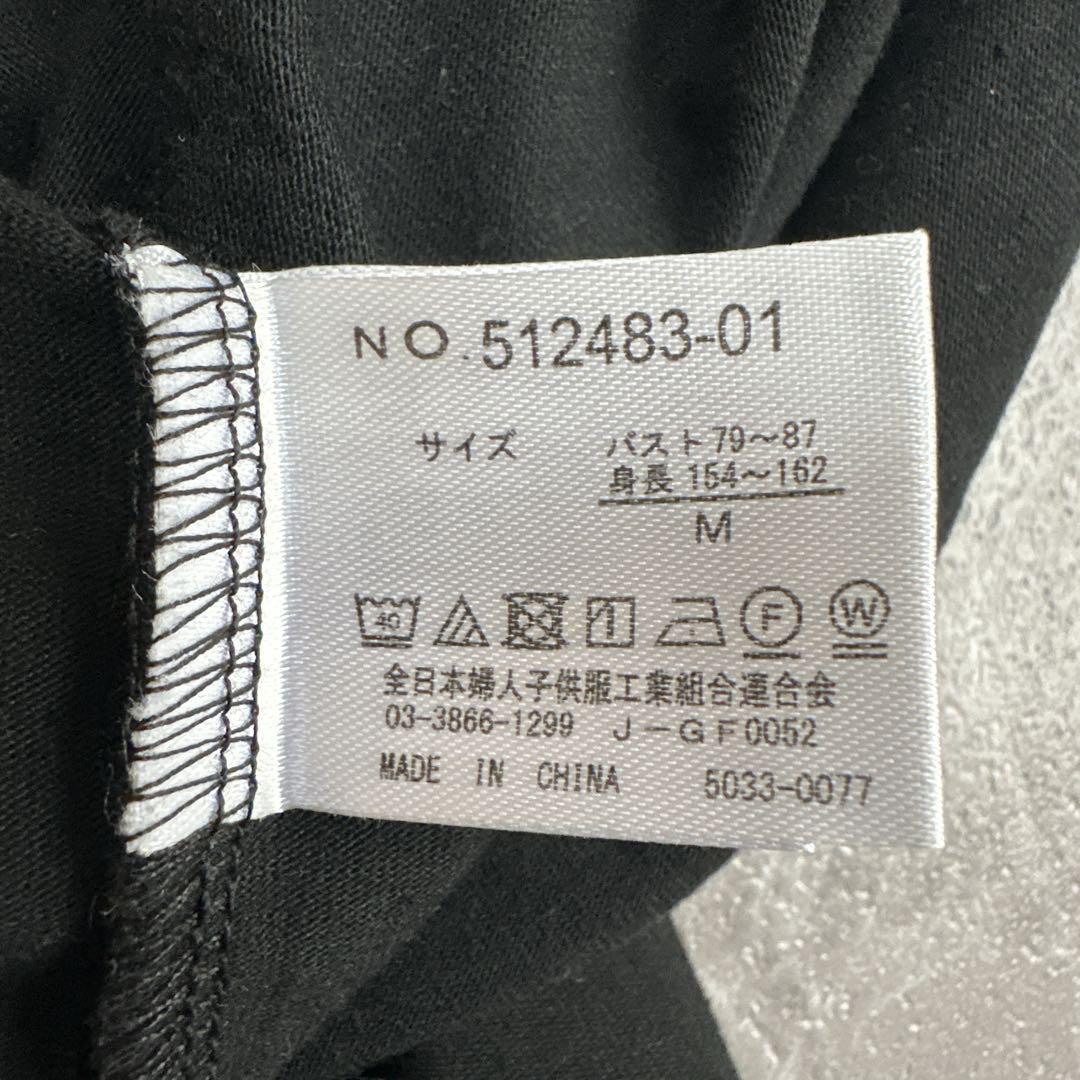 NO.512483-01
サイズ バスト79～87
身長 154～162
M
40 F W
全日本婦人子供服工業組合連合会
03-3866-1299 J-GF0052
MADE IN CHINA 5033-0077